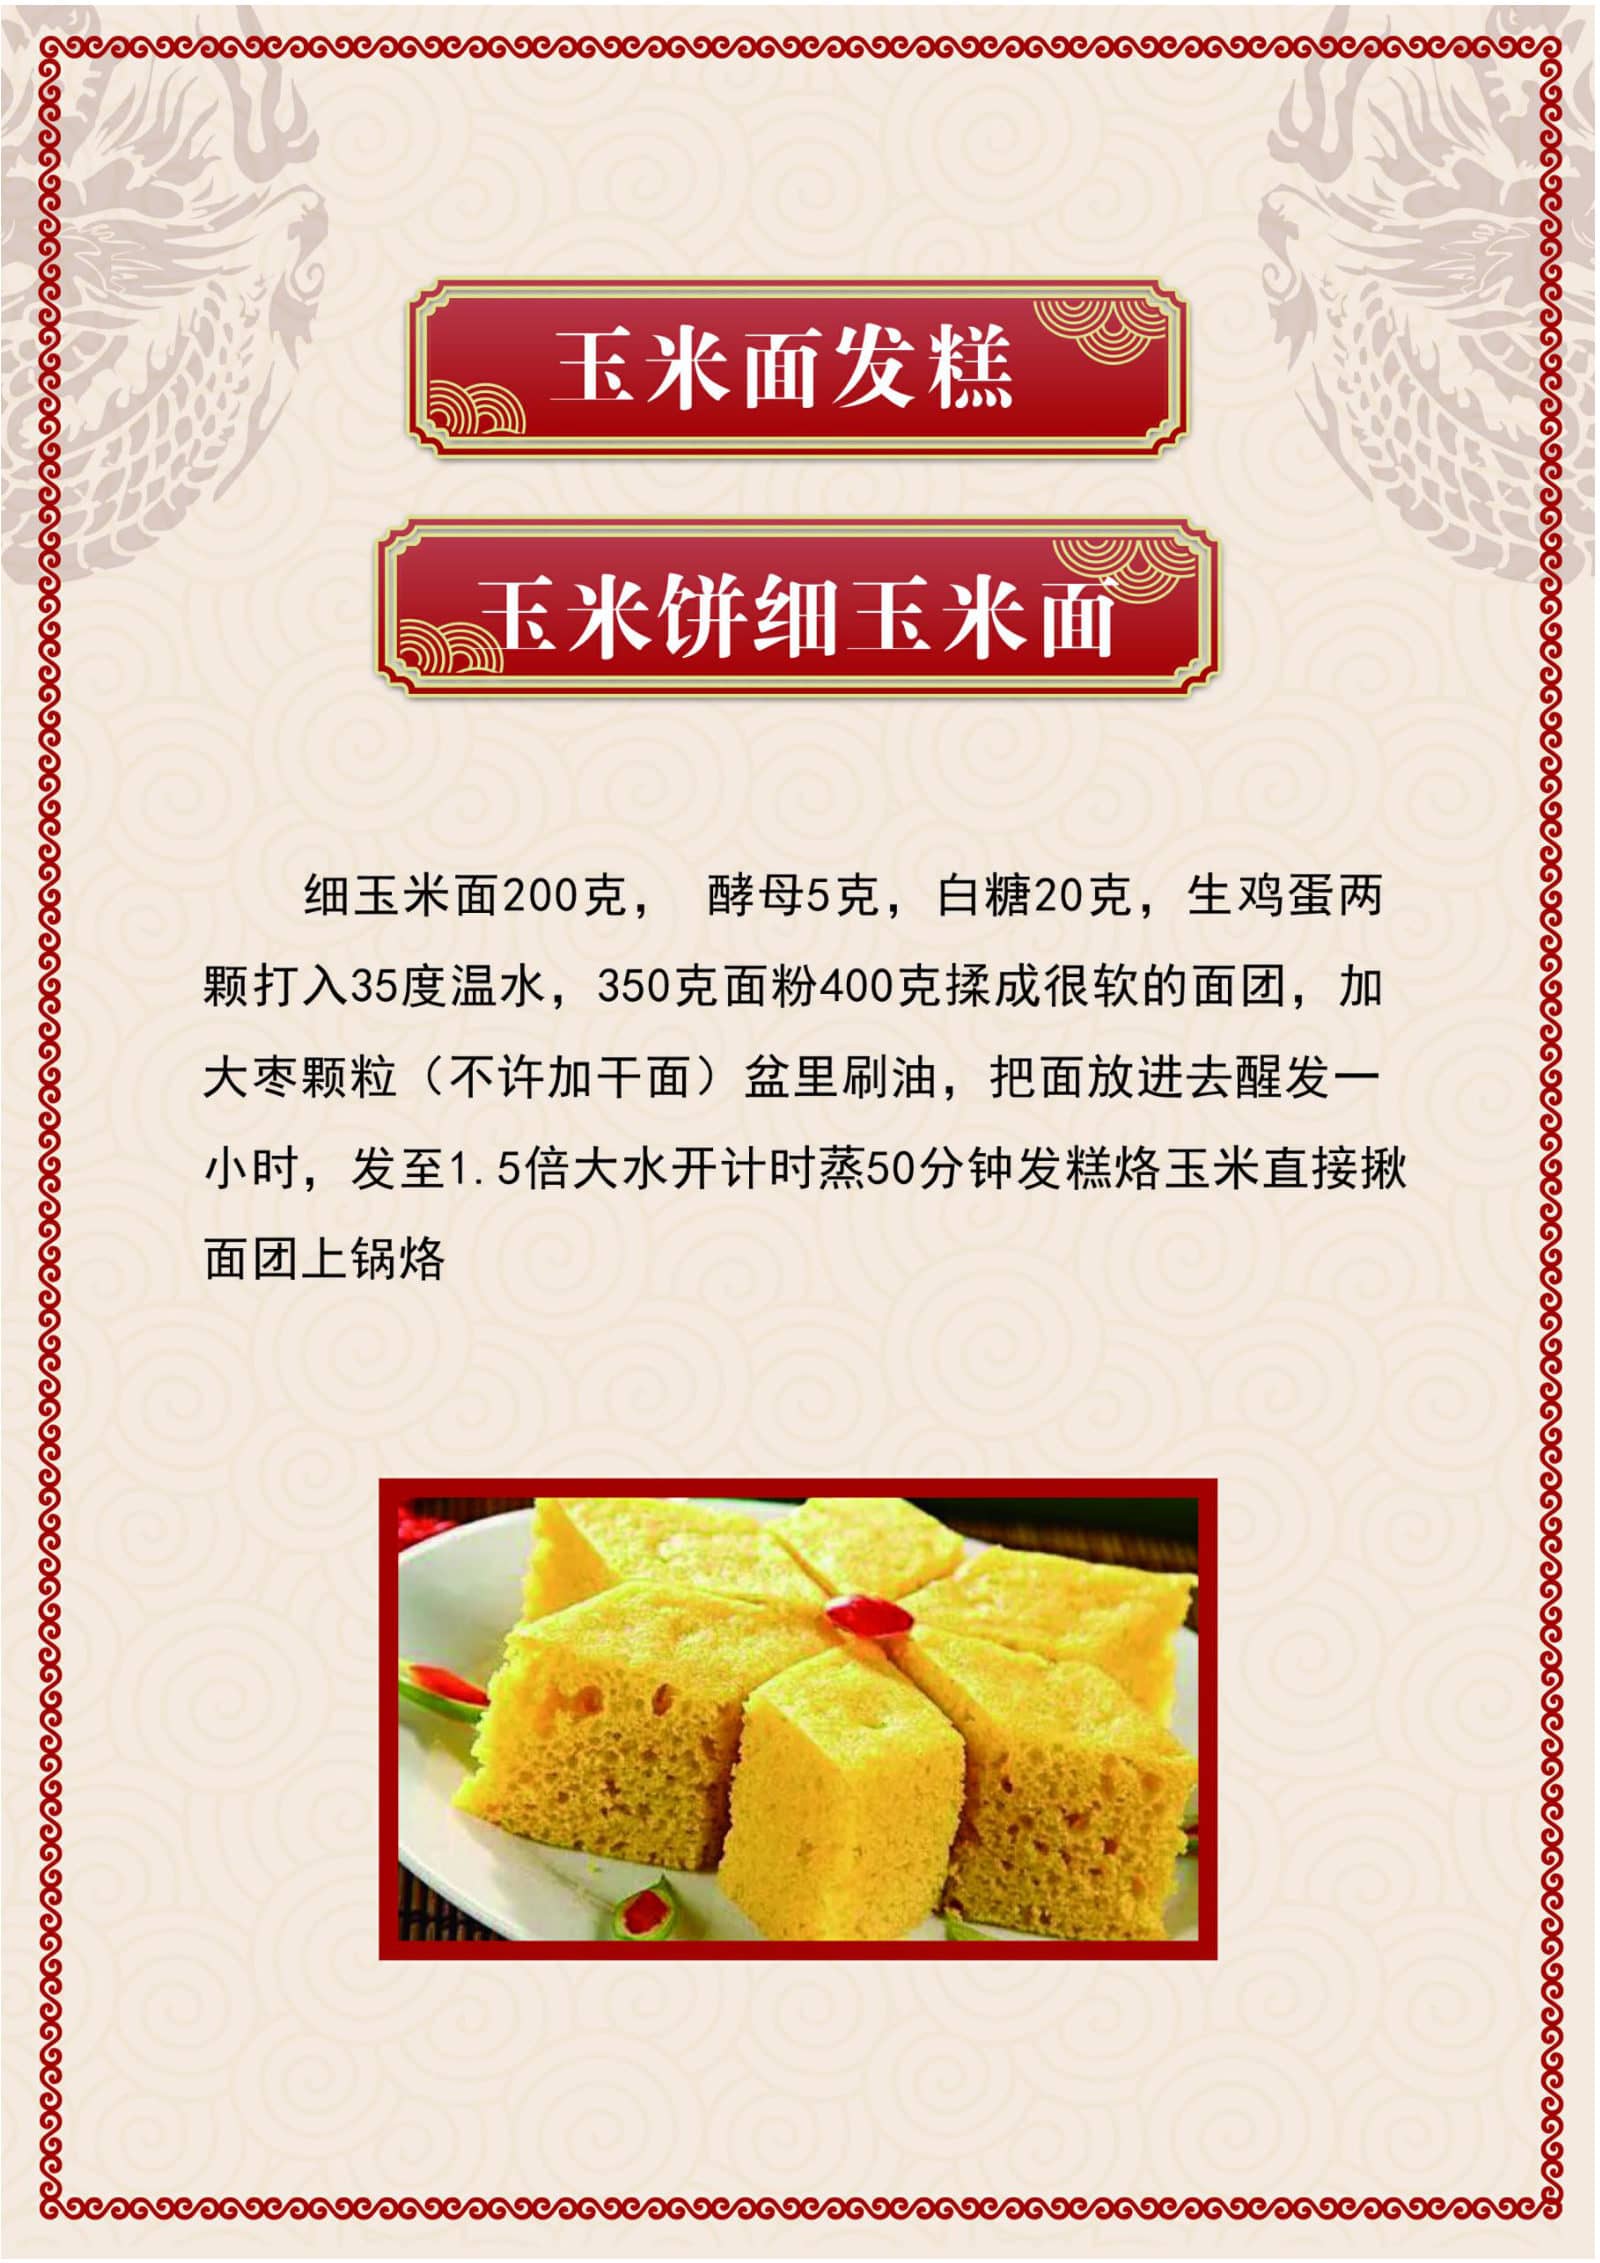 玉米面发糕
玉米饼细玉米面
细玉米面200克， 酵母5克，白糖20克，生鸡蛋两
颗打入35度温水，350克面粉400克揉成很软的面团，加
大枣颗粒（不许加干面）盆里刷油，把面放进去醒发一
小时，发至1.5倍大水开计时蒸50分钟发糕烙玉米直接揪
面团上锅烙